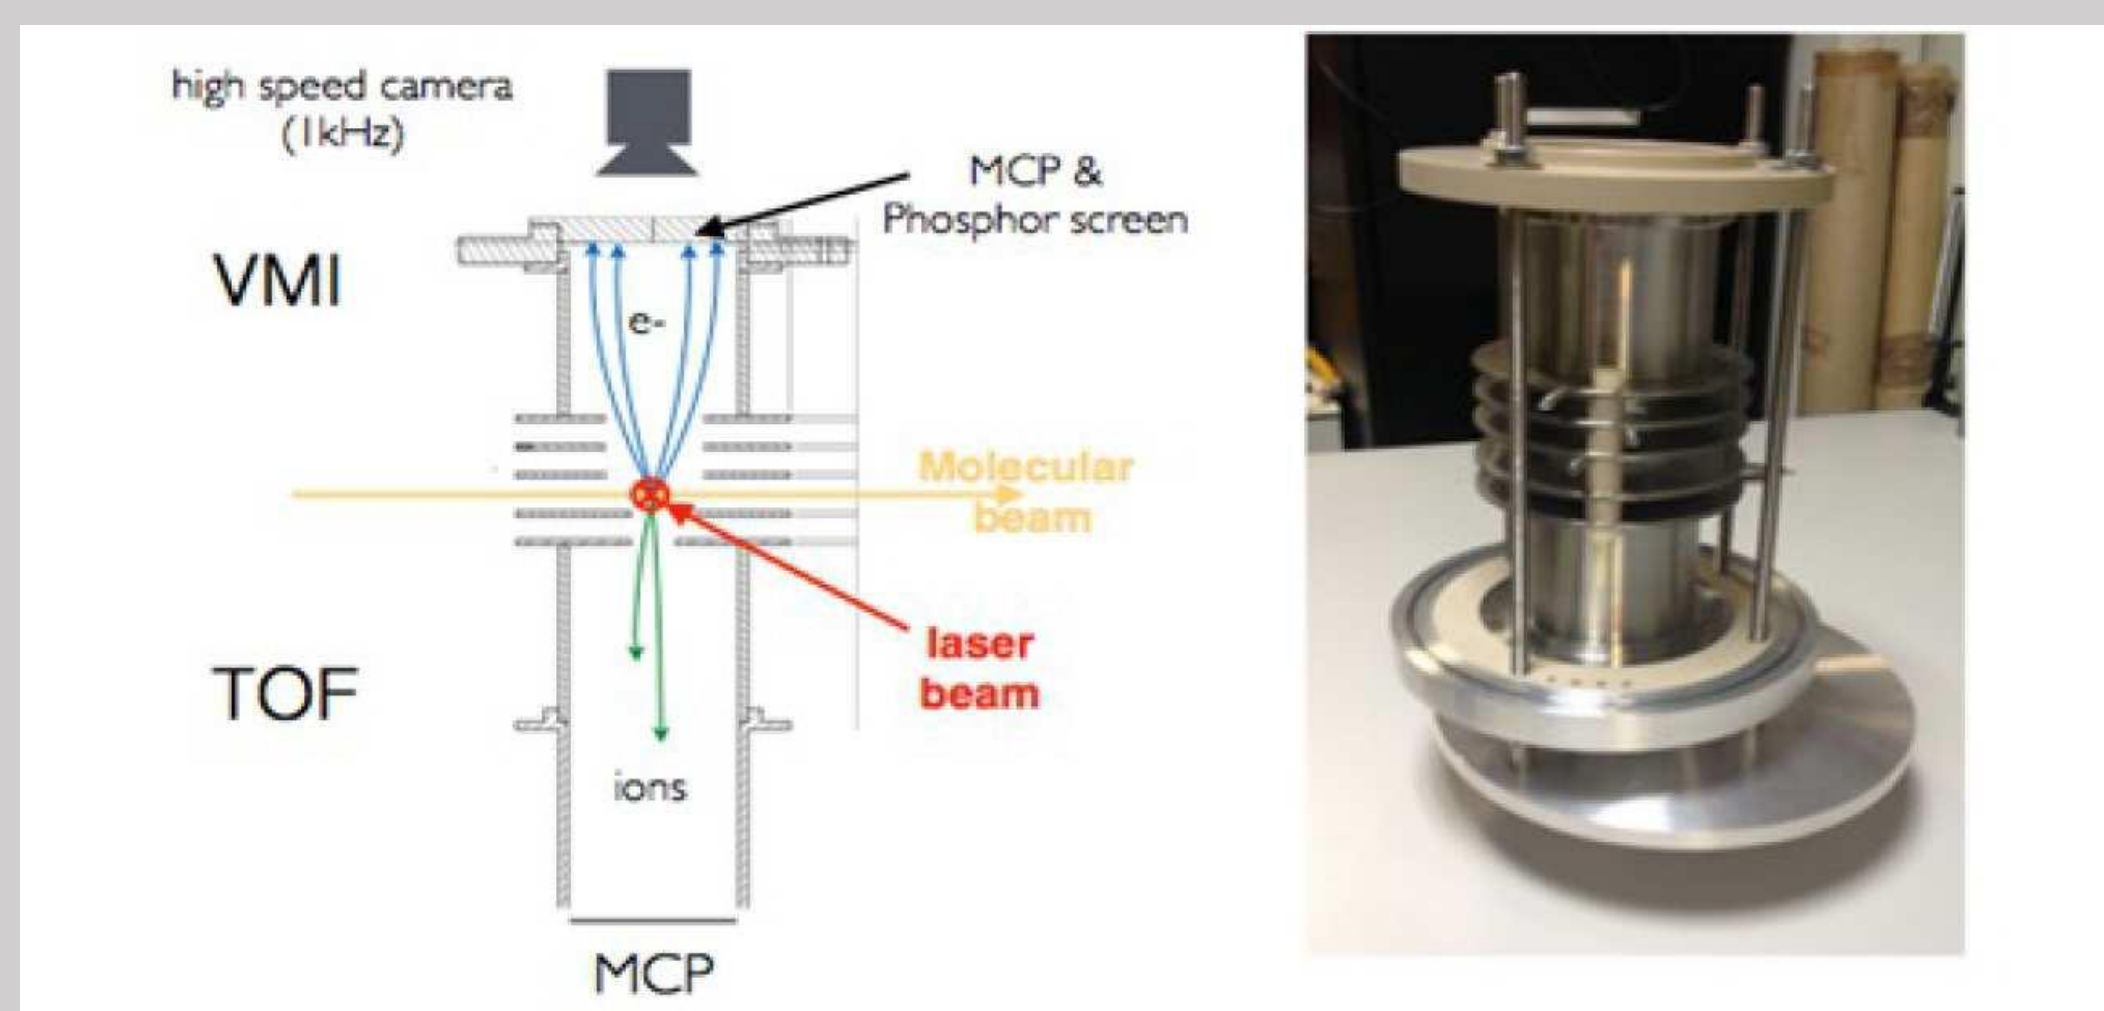 high speed camera
(1kHz)
MCP &
Phosphor screen
VMI
e-
Molecular
beam
laser
beam
TOF
ions
MCP